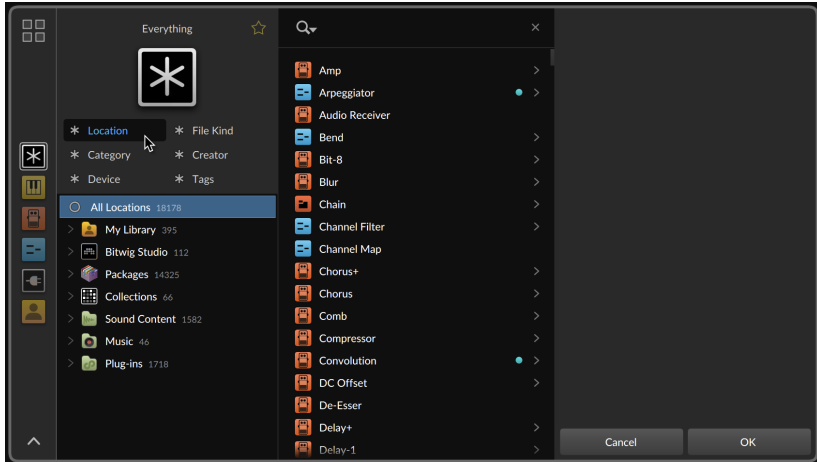 Everything
Location
File Kind
Category
Creator
Device
Tags
All Locations 18178
My Library 395
Bitwig Studio 112
Packages 14325
Collections 66
Sound Content 1582
Music 46
Plug-ins 1718
Amp
Arpeggiator
Audio Receiver
Bend
Bit-8
Blur
Chain
Channel Filter
Channel Map
Chorus+
Chorus
Comb
Compressor
Convolution
DC Offset
De-Esser
Delay+
Delay-1
Cancel
OK